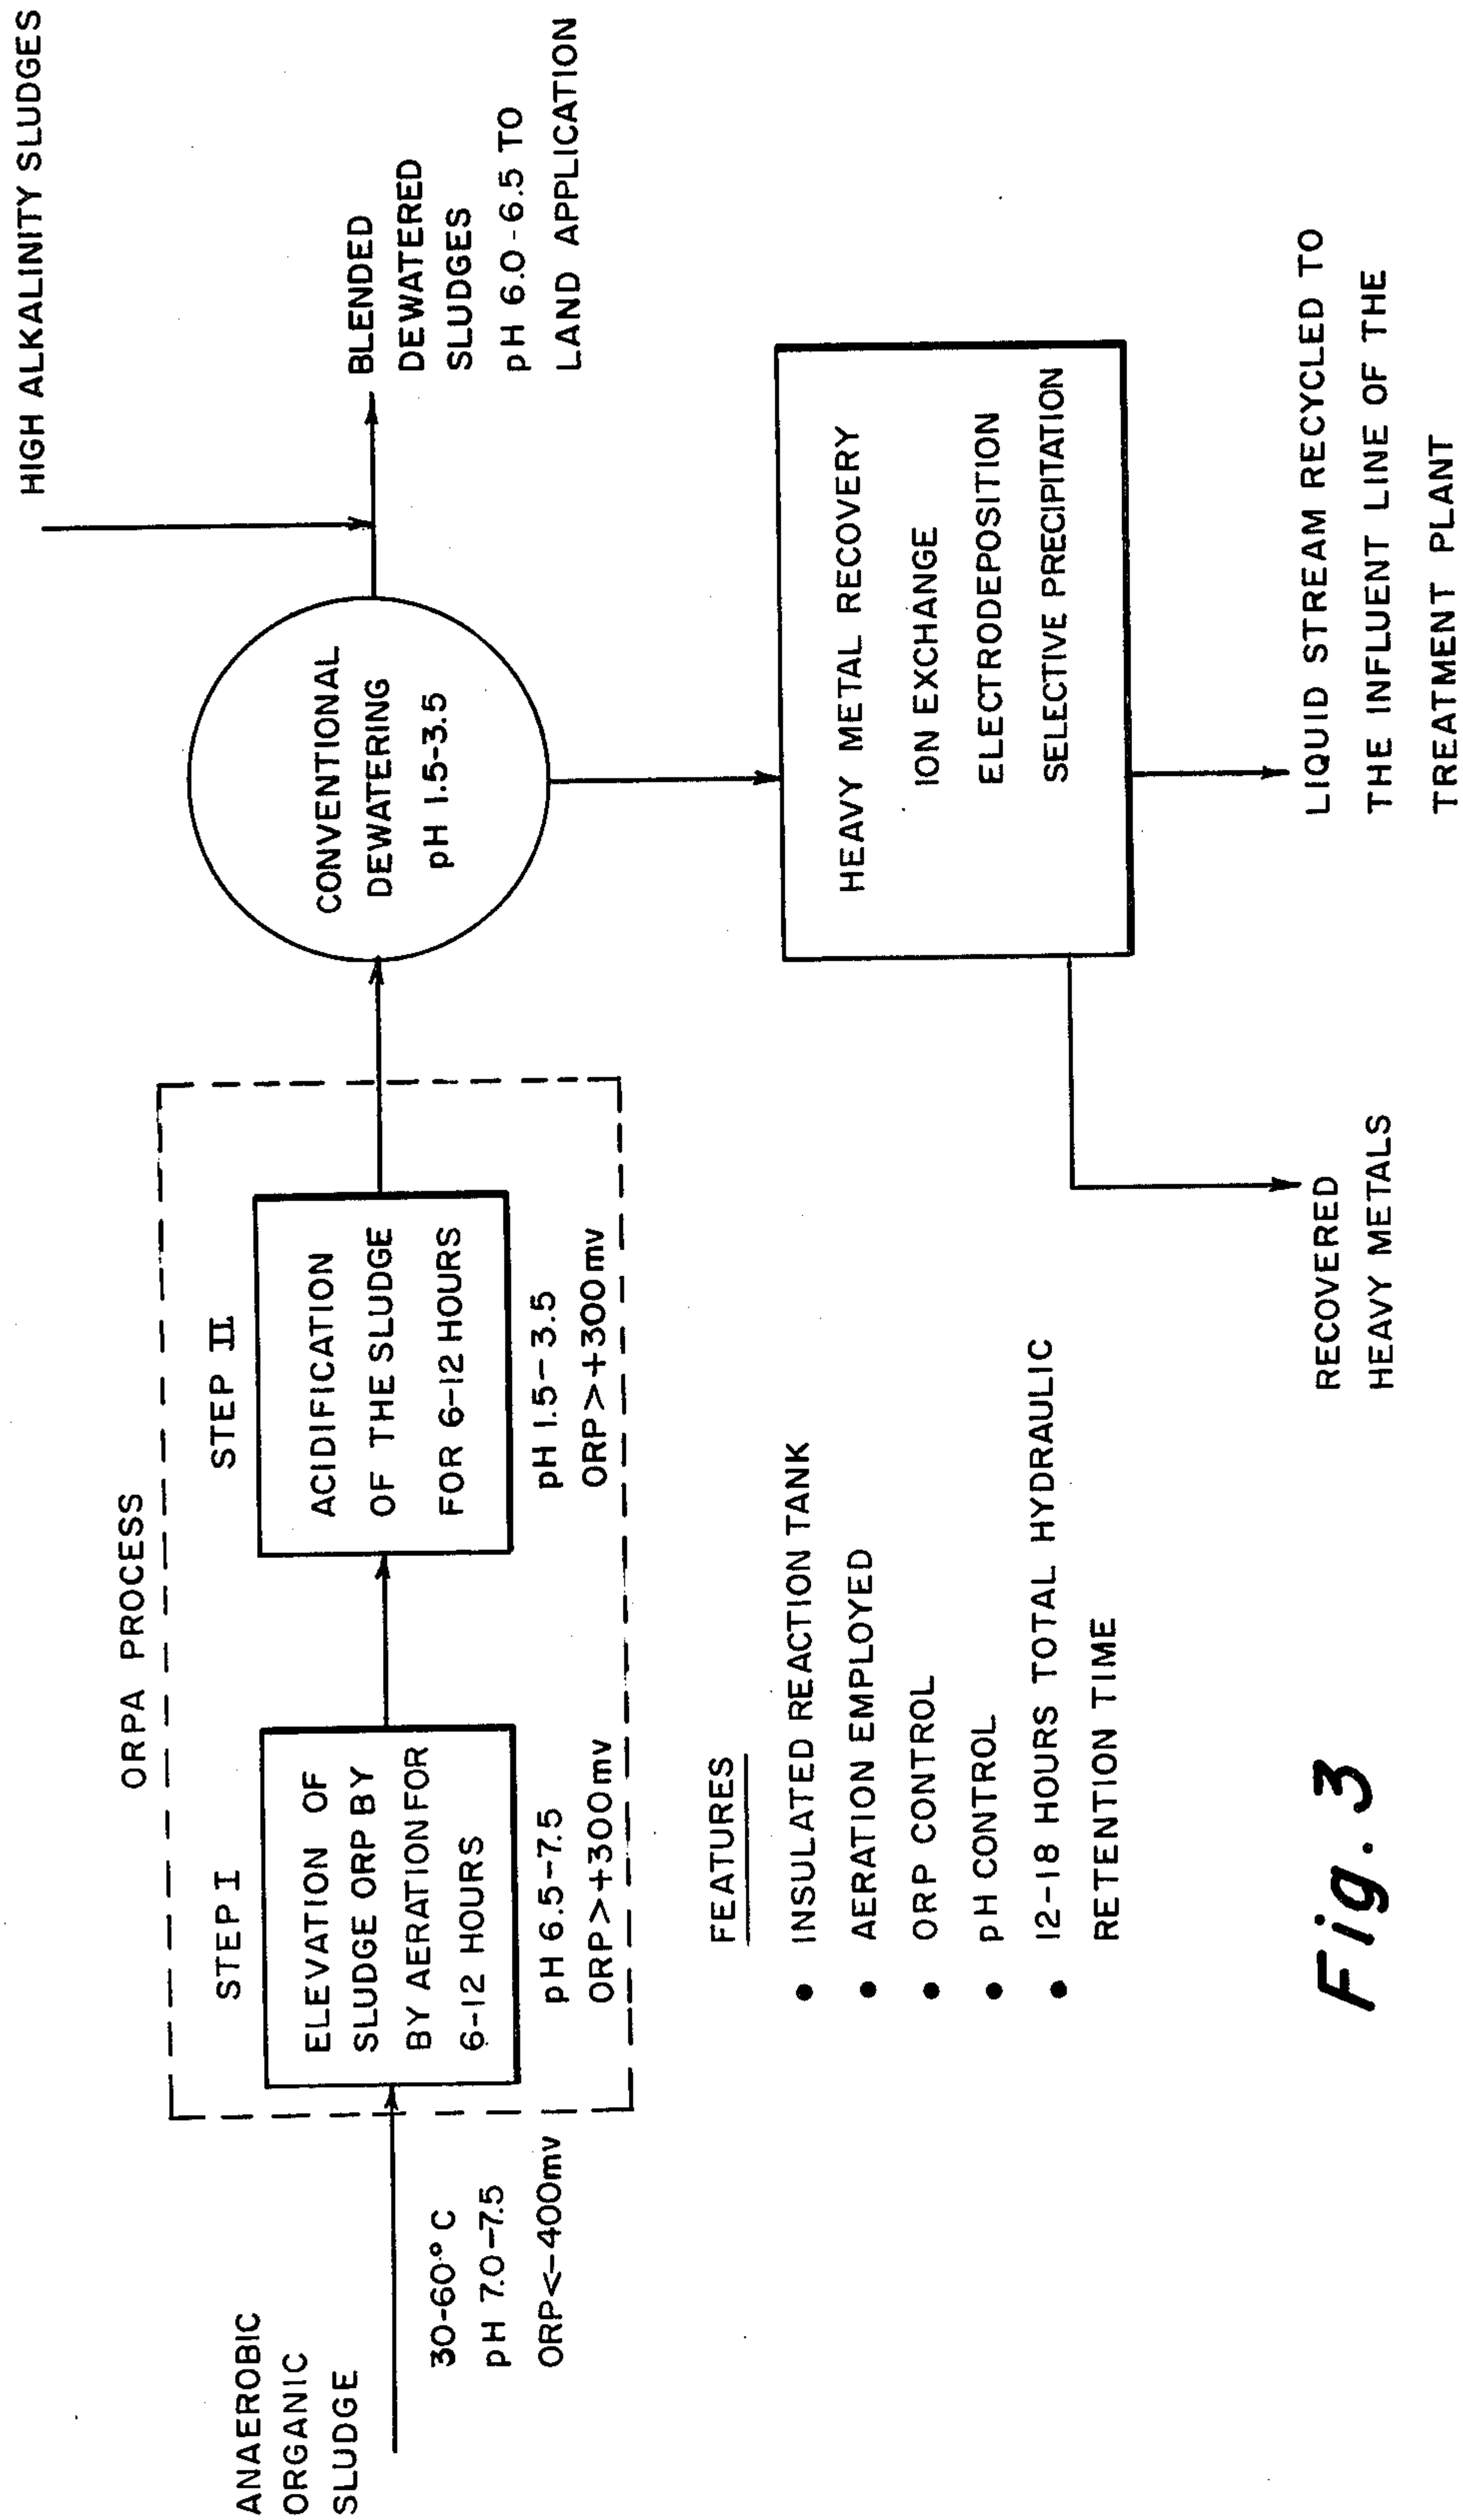 HIGH ALKALINITY SLUDGES
ORPA PROCESS
STEP I
STEP II
ANAEROBIC
ORGANIC
SLUDGE
30-60° C
pH 7.0-7.5
ORP<-400mv
ELEVATION OF
SLUDGE ORP BY
BY AERATION FOR
6-12 HOURS
pH 6.5-7.5
ORP>+300mv
ACIDIFICATION
OF THE SLUDGE
FOR 6-12 HOURS
pH 1.5-3.5
ORP>+300mv
CONVENTIONAL
DEWATERING
pH 1.5-3.5
BLENDED
DEWATERED
SLUDGES
pH 6.0-6.5 TO
LAND APPLICATION
FEATURES
• INSULATED REACTION TANK
• AERATION EMPLOYED
• ORP CONTROL
• pH CONTROL
• 12-18 HOURS TOTAL HYDRAULIC
RETENTION TIME
HEAVY METAL RECOVERY
ION EXCHANGE
ELECTRODEPOSITION
SELECTIVE PRECIPITATION
RECOVERED
HEAVY METALS
LIQUID STREAM RECYCLED TO
THE INFLUENT LINE OF THE
TREATMENT PLANT
Fig. 3